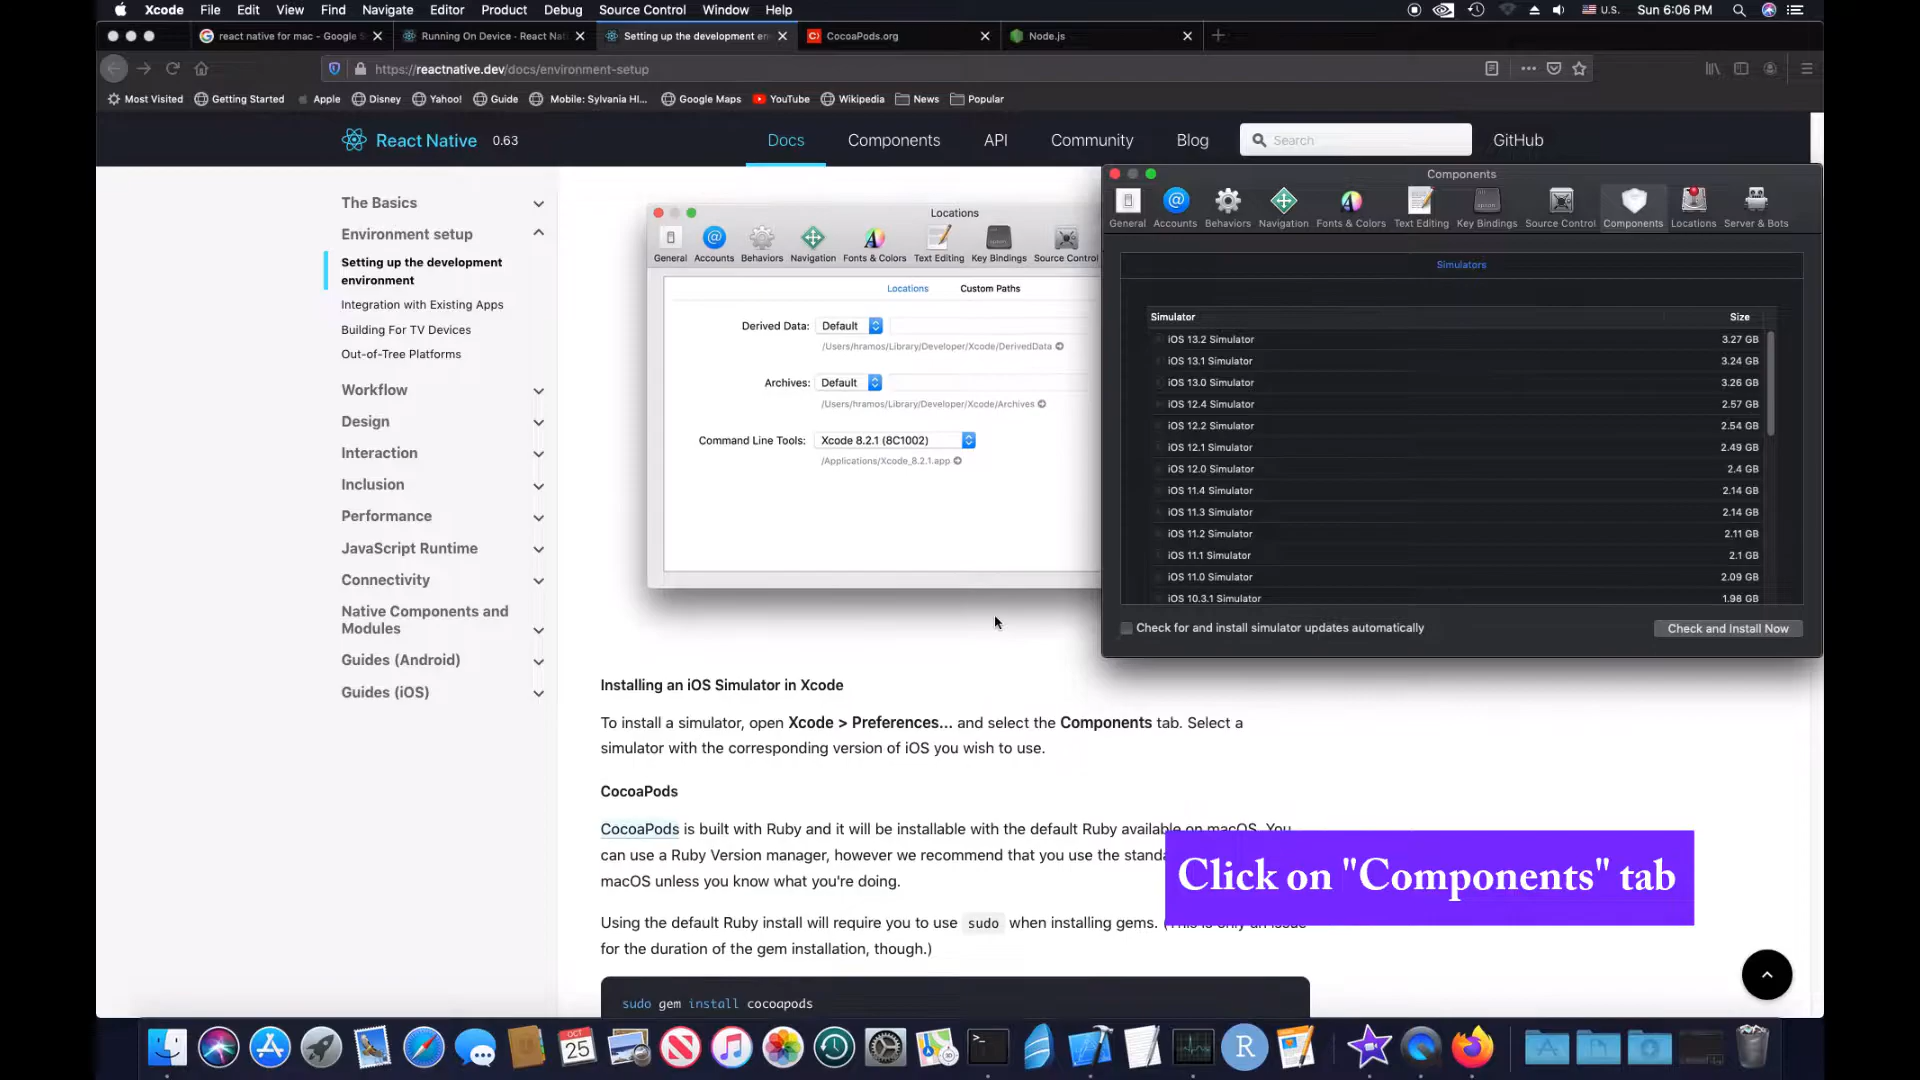 Xcode File Edit View Find Navigate Editor Product Debug Source Control Window Help U.S. Sun 6:06 PM
react native for mac - Google S Running On Device · React Nati Setting up the development en CocoaPods.org Node.js
https://reactnative.dev/docs/environment-setup
Most Visited Getting Started Apple Disney Yahoo! Guide Mobile: Sylvania HI... Google Maps YouTube Wikipedia News Popular
React Native 0.63 Docs Components API Community Blog Search GitHub
The Basics
Environment setup
Setting up the development
environment
Integration with Existing Apps
Building For TV Devices
Out-of-Tree Platforms
Workflow
Design
Interaction
Inclusion
Performance
JavaScript Runtime
Connectivity
Native Components and
Modules
Guides (Android)
Guides (iOS)
Locations
General Accounts Behaviors Navigation Fonts & Colors Text Editing Key Bindings Source Control
Locations Custom Paths
Derived Data: Default
/Users/hramos/Library/Developer/Xcode/DerivedData
Archives: Default
/Users/hramos/Library/Developer/Xcode/Archives
Command Line Tools: Xcode 8.2.1 (8C1002)
/Applications/Xcode_8.2.1.app
Components
General Accounts Behaviors Navigation Fonts & Colors Text Editing Key Bindings Source Control Components Locations Server & Bots
Simulators
Simulator Size
iOS 13.2 Simulator 3.27 GB
iOS 13.1 Simulator 3.24 GB
iOS 13.0 Simulator 3.26 GB
iOS 12.4 Simulator 2.57 GB
iOS 12.2 Simulator 2.54 GB
iOS 12.1 Simulator 2.49 GB
iOS 12.0 Simulator 2.4 GB
iOS 11.4 Simulator 2.14 GB
iOS 11.3 Simulator 2.14 GB
iOS 11.2 Simulator 2.11 GB
iOS 11.1 Simulator 2.1 GB
iOS 11.0 Simulator 2.09 GB
iOS 10.3.1 Simulator 1.98 GB
Check for and install simulator updates automatically Check and Install Now
Installing an iOS Simulator in Xcode
To install a simulator, open Xcode > Preferences... and select the Components tab. Select a
simulator with the corresponding version of iOS you wish to use.
CocoaPods
CocoaPods is built with Ruby and it will be installable with the default Ruby available on macOS. You
can use a Ruby Version manager, however we recommend that you use the standa
macOS unless you know what you're doing.
Using the default Ruby install will require you to use sudo when installing gems. (This is only an issue
for the duration of the gem installation, though.)
sudo gem install cocoapods
Click on "Components" tab
OCT
25
R